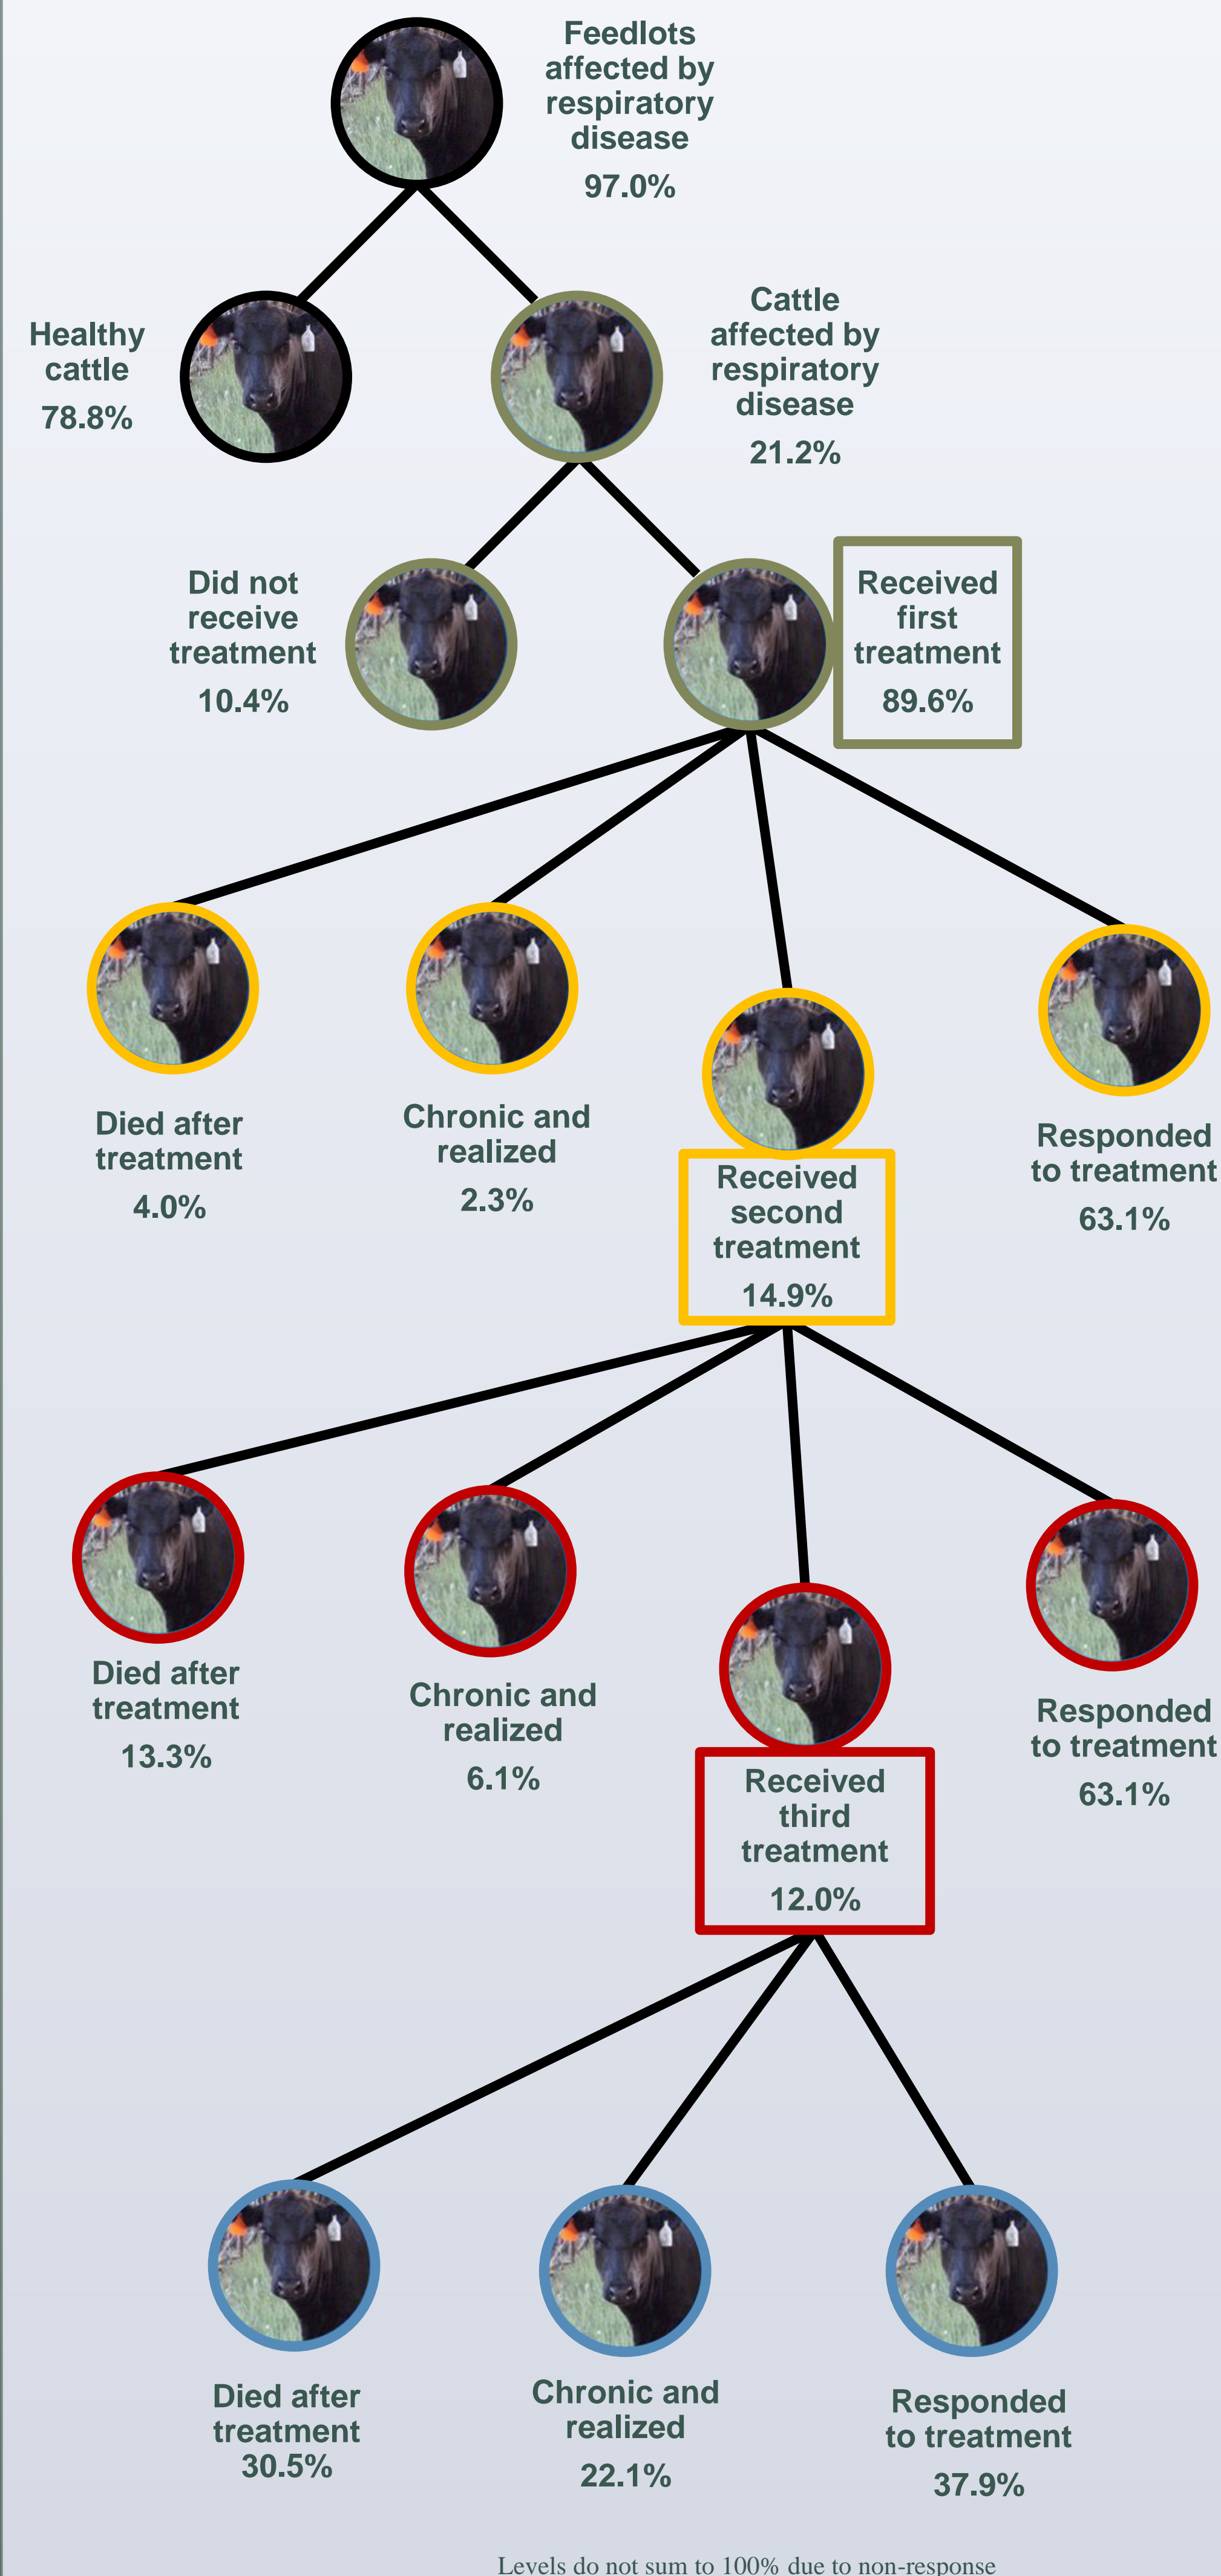 Feedlots
affected by
respiratory
disease
97.0%
Healthy
cattle
78.8%
Cattle
affected by
respiratory
disease
21.2%
Did not
receive
treatment
10.4%
Received
first
treatment
89.6%
Died after
treatment
4.0%
Chronic and
realized
2.3%
Received
second
treatment
14.9%
Responded
to treatment
63.1%
Died after
treatment
13.3%
Chronic and
realized
6.1%
Received
third
treatment
12.0%
Responded
to treatment
63.1%
Died after
treatment
30.5%
Chronic and
realized
22.1%
Responded
to treatment
37.9%
Levels do not sum to 100% due to non-response